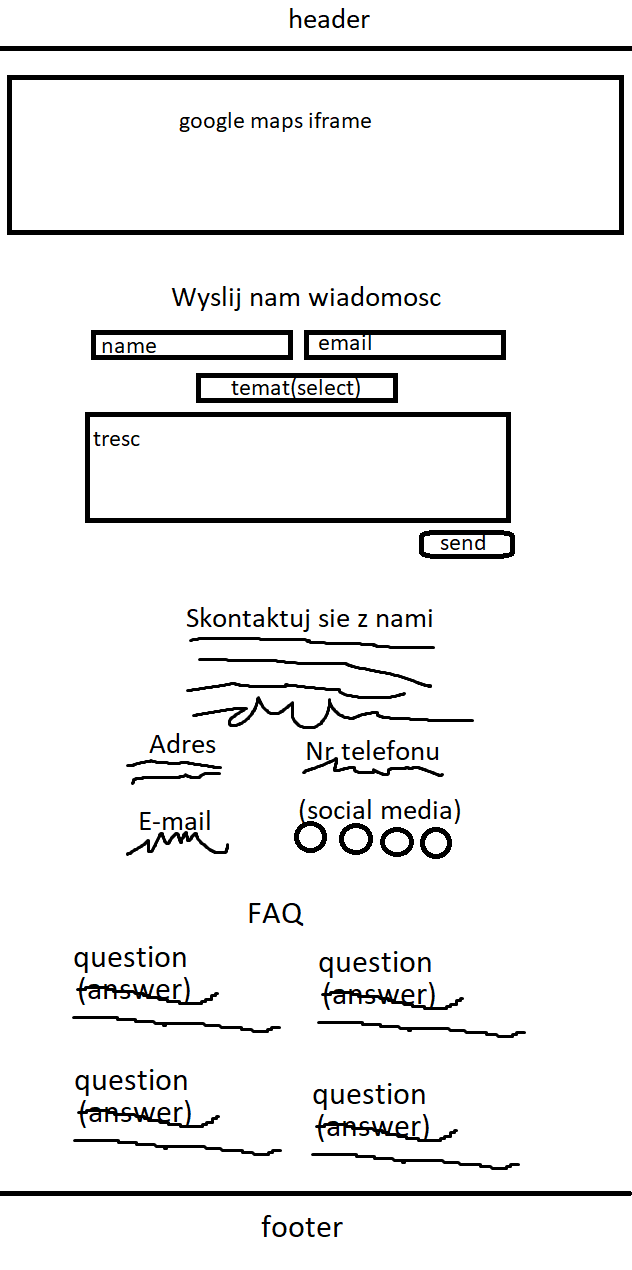 header
google maps iframe
Wyslij nam wiadomosc
name email
temat(select)
tresc
send
Skontaktuj sie z nami
Adres Nr telefonu
E-mail (social media)
FAQ
question question
(answer) (answer)
question question
(answer) (answer)
footer